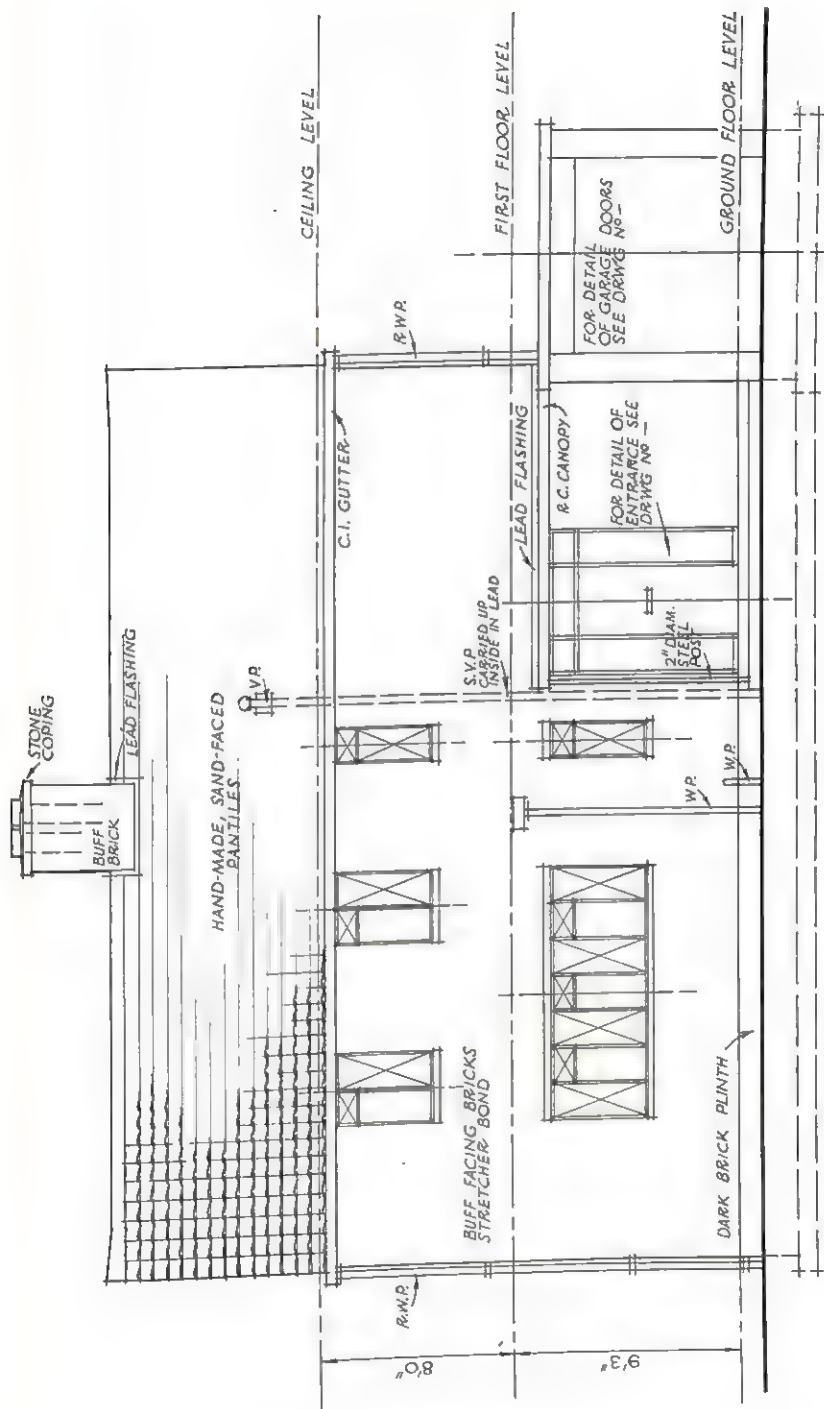 STONE
COPING
LEAD FLASHING
BUFF
BRICK
HAND-MADE, SAND-FACED
PANTILES
V.P.
CEILING LEVEL
C.I. GUTTER
R.W.P.
BUFF FACING BRICKS
STRETCHER BOND
S.V.P.
CARRIED UP
INSIDE IN LEAD
FIRST FLOOR LEVEL
LEAD FLASHING
R.C. CANOPY
FOR DETAIL
OF GARAGE DOORS
SEE DRWG Nº —
FOR DETAIL OF
ENTRANCE SEE
DRWG Nº —
2" DIAM.
STEEL
POST
W.P.
W.P.
DARK BRICK PLINTH
GROUND FLOOR LEVEL
R.W.P.
8'0"
9'3"